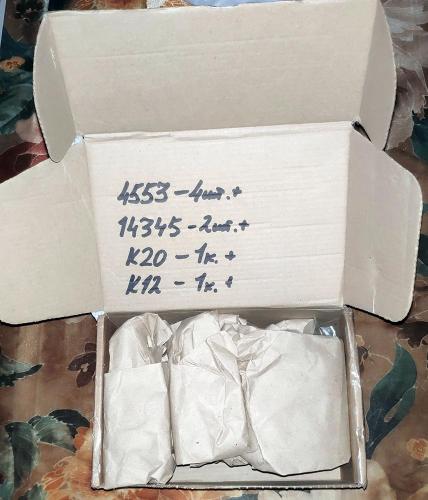 4553 - 4шт. +
14345 - 2шт. +
К20 - 1к. +
К12 - 1к. +